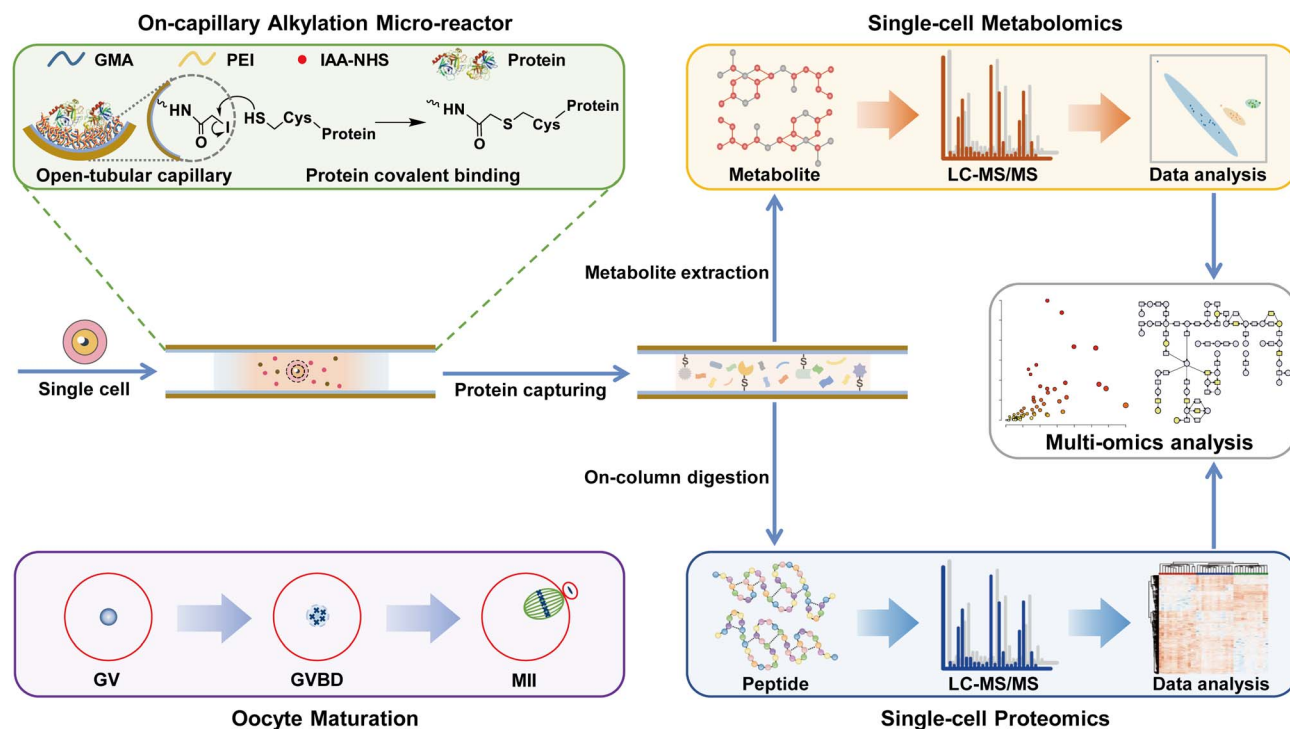 On-capillary Alkylation Micro-reactor
GMA
PEI
IAA-NHS
Protein
HN
O
I
HS
Cys
Protein
HN
O
S
Cys
Protein
Open-tubular capillary
Protein covalent binding
Single-cell Metabolomics
Metabolite
LC-MS/MS
Data analysis
Metabolite extraction
Single cell
Protein capturing
S
S
S
S
On-column digestion
Multi-omics analysis
GV
GVBD
MII
Oocyte Maturation
Peptide
LC-MS/MS
Data analysis
Single-cell Proteomics